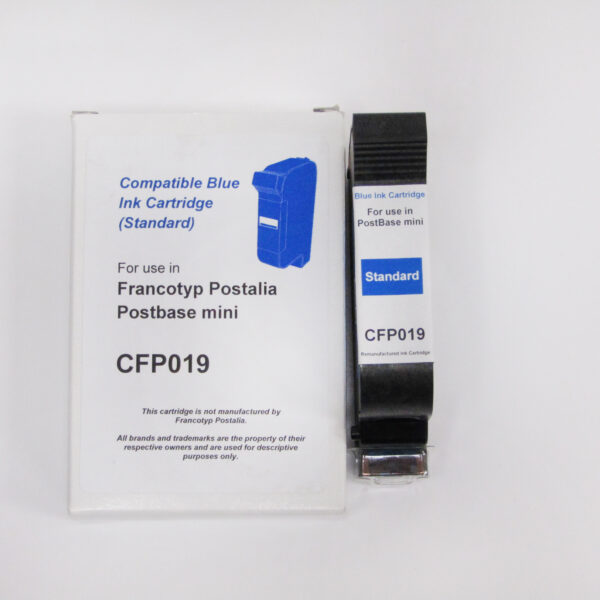 Compatible Blue
Ink Cartridge
(Standard)
For use in
Francotyp Postalia
Postbase mini
CFP019
This cartridge is not manufactured by
Francotyp Postalia.
All brands and trademarks are the property of their
respective owners and are used for descriptive
purposes only.
Blue Ink Cartridge
For use in
PostBase mini
Standard
CFP019
Remanufactured Ink Cartridge